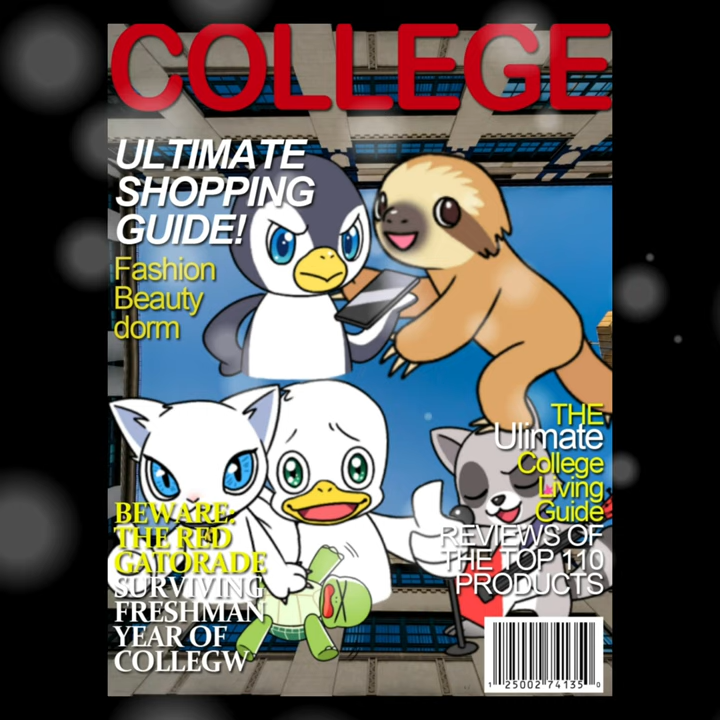 COLLEGE
ULTIMATE
SHOPPING
GUIDE!
Fashion
Beauty
dorm
THE
Ulimate
College
Living
Guide
REVIEWS OF
THE TOP 110
PRODUCTS
BEWARE:
THE RED
GATORADE
SURVIVING
FRESHMAN
YEAR OF
COLLEGW
1 25002 74135 0